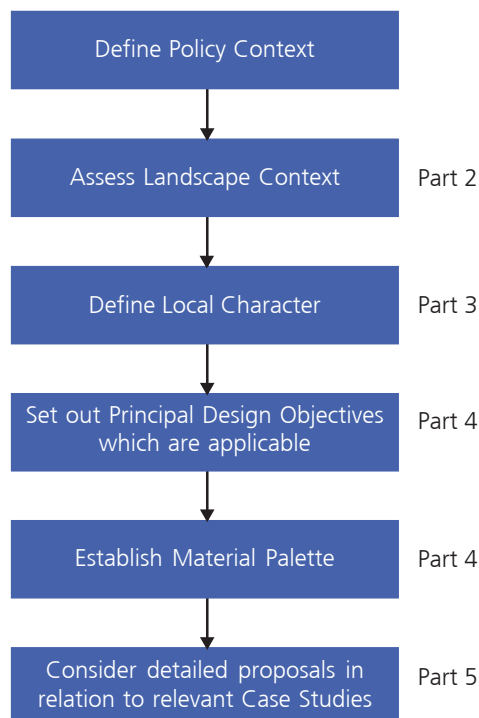 Define Policy Context
Assess Landscape Context
Part 2
Define Local Character
Part 3
Set out Principal Design Objectives
which are applicable
Part 4
Establish Material Palette
Part 4
Consider detailed proposals in
relation to relevant Case Studies
Part 5